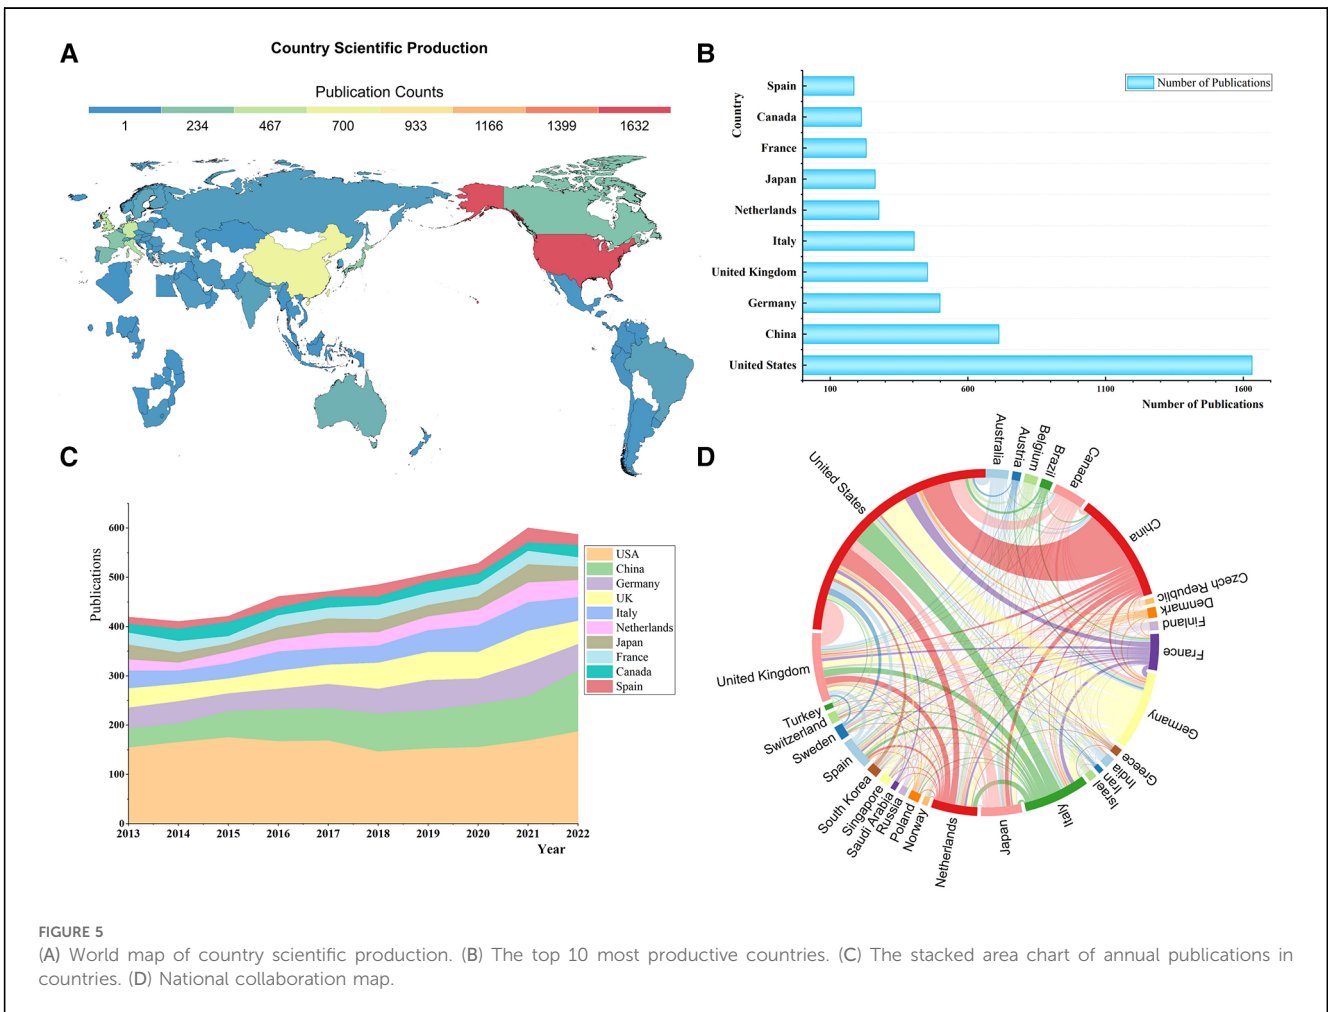 A
Country Scientific Production
Publication Counts
1 234 467 700 933 1166 1399 1632
B
Country
Number of Publications
Spain
Canada
France
Japan
Netherlands
Italy
United Kingdom
Germany
China
United States
100 600 1100 1600
Number of Publications
C
Publications
600
500
400
300
200
100
0
2013 2014 2015 2016 2017 2018 2019 2020 2021 2022
Year
USA
China
Germany
UK
Italy
Netherlands
Japan
France
Canada
Spain
D
United States
Australia
Austria
Belgium
Brazil
Canada
China
Czech Republic
Denmark
Finland
France
Germany
Greece
India
Iran
Israel
Italy
Japan
Netherlands
Norway
Poland
Russia
Saudi Arabia
Singapore
South Korea
Spain
Sweden
Switzerland
Turkey
United Kingdom
FIGURE 5
(A) World map of country scientific production. (B) The top 10 most productive countries. (C) The stacked area chart of annual publications in
countries. (D) National collaboration map.